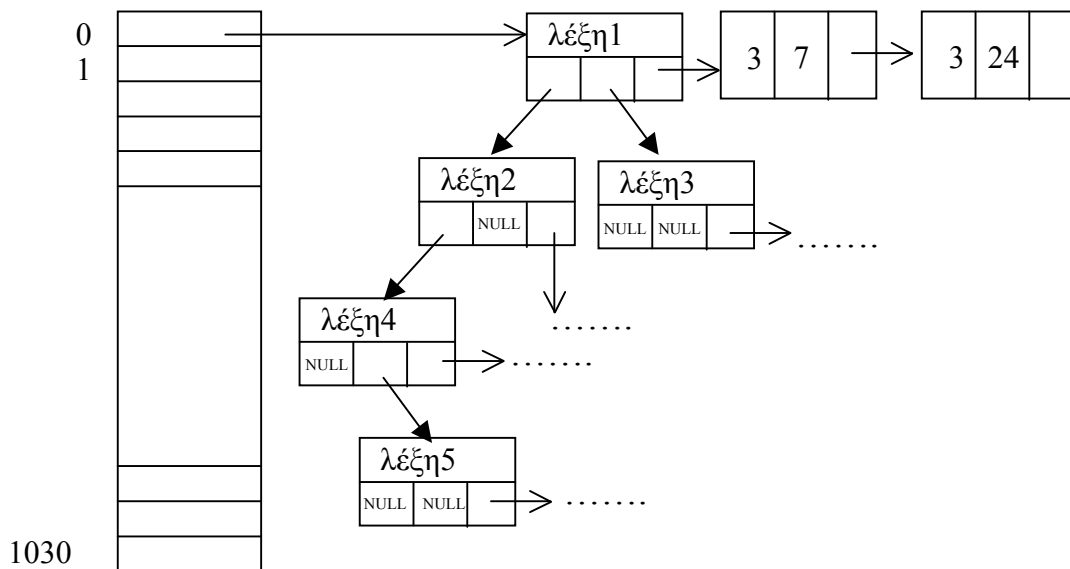 0
1
1030
λέξη1
3 7
3 24
λέξη2
NULL
.......
λέξη3
NULL NULL
.......
λέξη4
NULL
.......
λέξη5
NULL NULL
.......